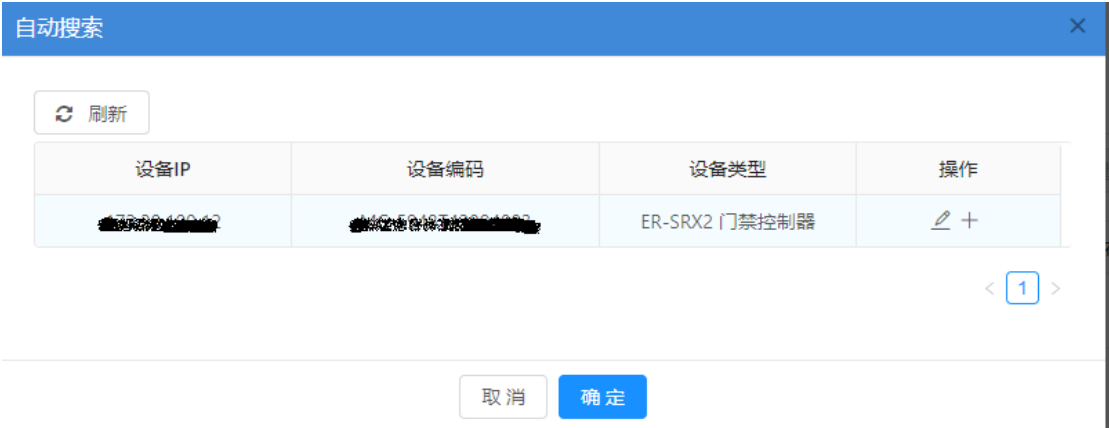 自动搜索
刷新
设备IP 设备编码 设备类型 操作
ER-SRX2 门禁控制器
1
取 消 确 定